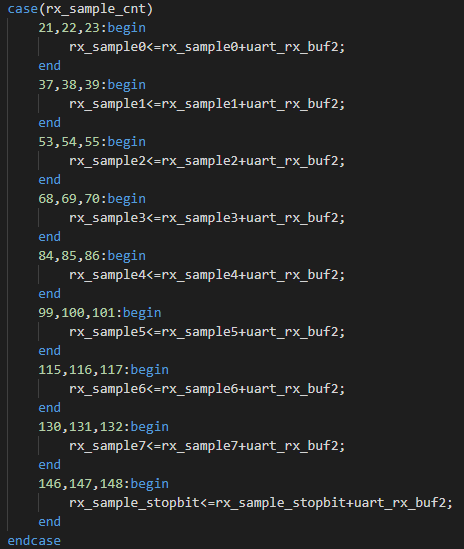 case(rx_sample_cnt)
21,22,23:begin
rx_sample0<=rx_sample0+uart_rx_buf2;
end
37,38,39:begin
rx_sample1<=rx_sample1+uart_rx_buf2;
end
53,54,55:begin
rx_sample2<=rx_sample2+uart_rx_buf2;
end
68,69,70:begin
rx_sample3<=rx_sample3+uart_rx_buf2;
end
84,85,86:begin
rx_sample4<=rx_sample4+uart_rx_buf2;
end
99,100,101:begin
rx_sample5<=rx_sample5+uart_rx_buf2;
end
115,116,117:begin
rx_sample6<=rx_sample6+uart_rx_buf2;
end
130,131,132:begin
rx_sample7<=rx_sample7+uart_rx_buf2;
end
146,147,148:begin
rx_sample_stopbit<=rx_sample_stopbit+uart_rx_buf2;
end
endcase